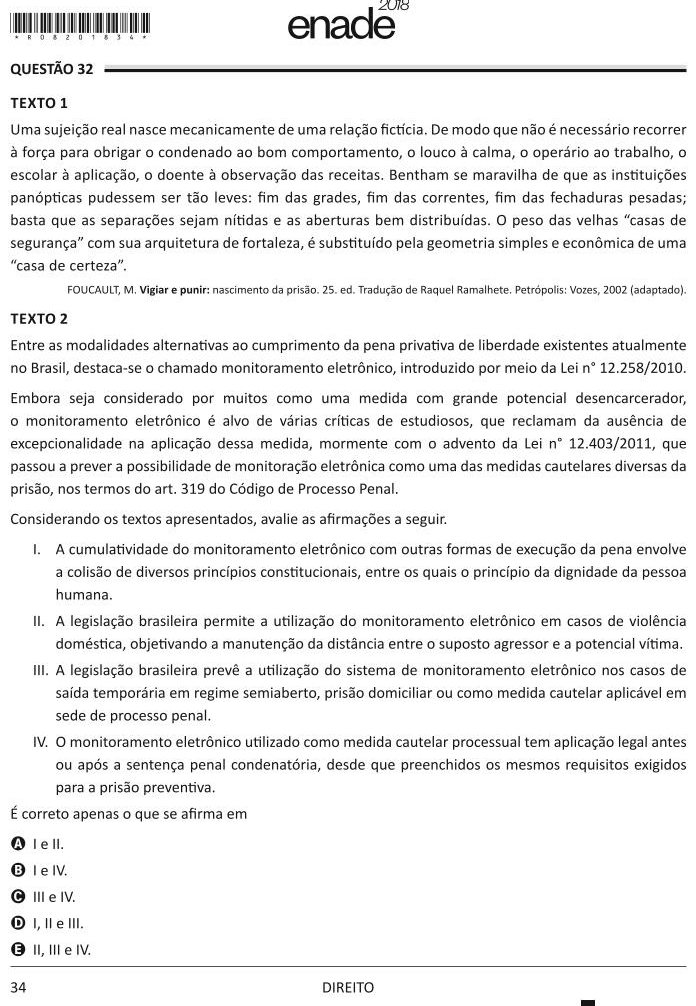 * R 0 8 2 0 1 8 3 4 *
enade 2018
QUESTÃO 32
TEXTO 1
Uma sujeição real nasce mecanicamente de uma relação fictícia. De modo que não é necessário recorrer
à força para obrigar o condenado ao bom comportamento, o louco à calma, o operário ao trabalho, o
escolar à aplicação, o doente à observação das receitas. Bentham se maravilha de que as instituições
panópticas pudessem ser tão leves: fim das grades, fim das correntes, fim das fechaduras pesadas;
basta que as separações sejam nítidas e as aberturas bem distribuídas. O peso das velhas “casas de
segurança” com sua arquitetura de fortaleza, é substituído pela geometria simples e econômica de uma
“casa de certeza”.
FOUCAULT, M. Vigiar e punir: nascimento da prisão. 25. ed. Tradução de Raquel Ramalhete. Petrópolis: Vozes, 2002 (adaptado).
TEXTO 2
Entre as modalidades alternativas ao cumprimento da pena privativa de liberdade existentes atualmente
no Brasil, destaca-se o chamado monitoramento eletrônico, introduzido por meio da Lei n° 12.258/2010.
Embora seja considerado por muitos como uma medida com grande potencial desencarcerador,
o monitoramento eletrônico é alvo de várias críticas de estudiosos, que reclamam da ausência de
excepcionalidade na aplicação dessa medida, mormente com o advento da Lei n° 12.403/2011, que
passou a prever a possibilidade de monitoração eletrônica como uma das medidas cautelares diversas da
prisão, nos termos do art. 319 do Código de Processo Penal.
Considerando os textos apresentados, avalie as afirmações a seguir.
I. A cumulatividade do monitoramento eletrônico com outras formas de execução da pena envolve
a colisão de diversos princípios constitucionais, entre os quais o princípio da dignidade da pessoa
humana.
II. A legislação brasileira permite a utilização do monitoramento eletrônico em casos de violência
doméstica, objetivando a manutenção da distância entre o suposto agressor e a potencial vítima.
III. A legislação brasileira prevê a utilização do sistema de monitoramento eletrônico nos casos de
saída temporária em regime semiaberto, prisão domiciliar ou como medida cautelar aplicável em
sede de processo penal.
IV. O monitoramento eletrônico utilizado como medida cautelar processual tem aplicação legal antes
ou após a sentença penal condenatória, desde que preenchidos os mesmos requisitos exigidos
para a prisão preventiva.
É correto apenas o que se afirma em
A I e II.
B I e IV.
C III e IV.
D I, II e III.
E II, III e IV.
34
DIREITO